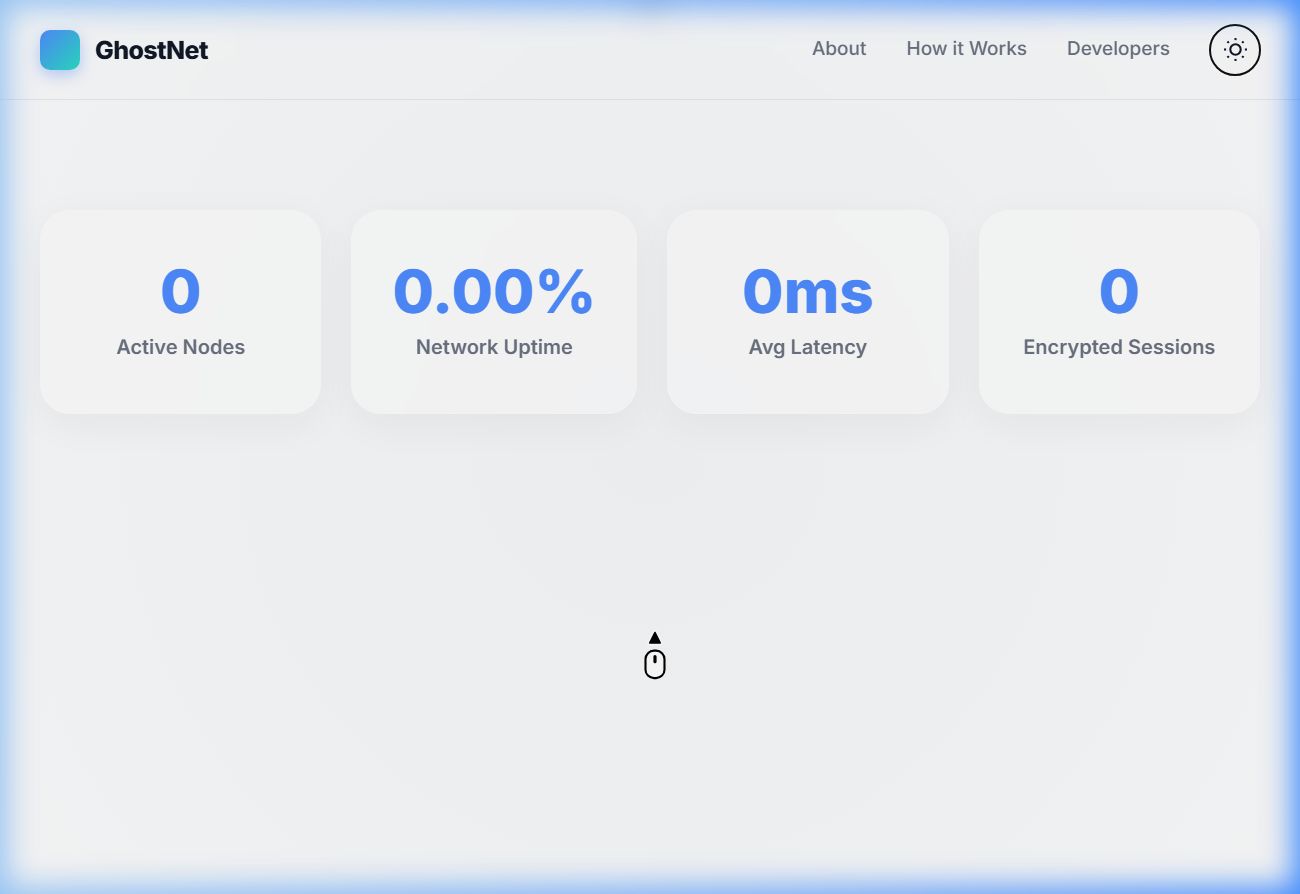 GhostNet
About How it Works Developers
0 0.00% 0ms 0
Active Nodes Network Uptime Avg Latency Encrypted Sessions